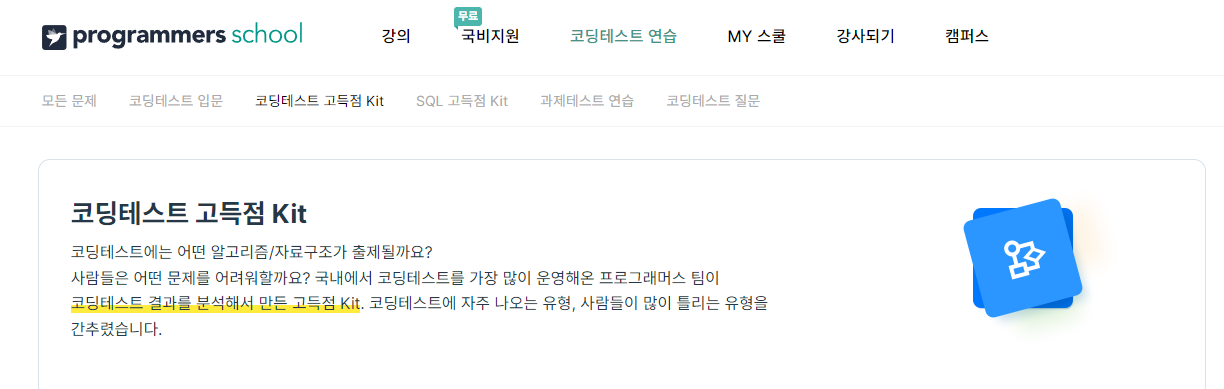 programmers school
무료
강의
국비지원
코딩테스트 연습
MY 스쿨
강사되기
캠퍼스
모든 문제
코딩테스트 입문
코딩테스트 고득점 Kit
SQL 고득점 Kit
과제테스트 연습
코딩테스트 질문
코딩테스트 고득점 Kit
코딩테스트에는 어떤 알고리즘/자료구조가 출제될까요?
사람들은 어떤 문제를 어려워할까요? 국내에서 코딩테스트를 가장 많이 운영해온 프로그래머스 팀이
코딩테스트 결과를 분석해서 만든 고득점 Kit. 코딩테스트에 자주 나오는 유형, 사람들이 많이 틀리는 유형을
간추렸습니다.